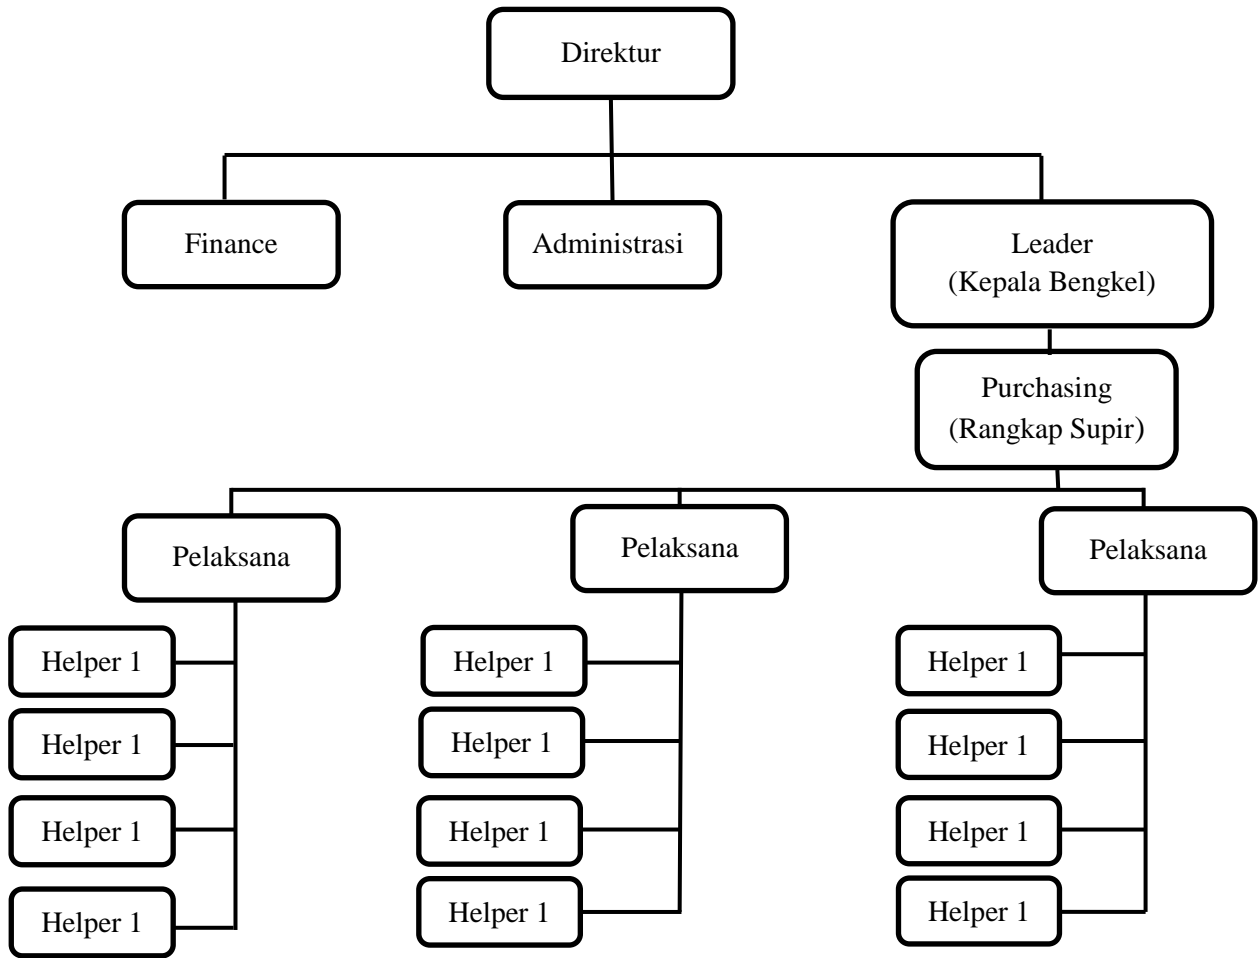 Direktur
Finance
Administrasi
Leader
(Kepala Bengkel)
Purchasing
(Rangkap Supir)
Pelaksana
Pelaksana
Pelaksana
Helper 1
Helper 1
Helper 1
Helper 1
Helper 1
Helper 1
Helper 1
Helper 1
Helper 1
Helper 1
Helper 1
Helper 1